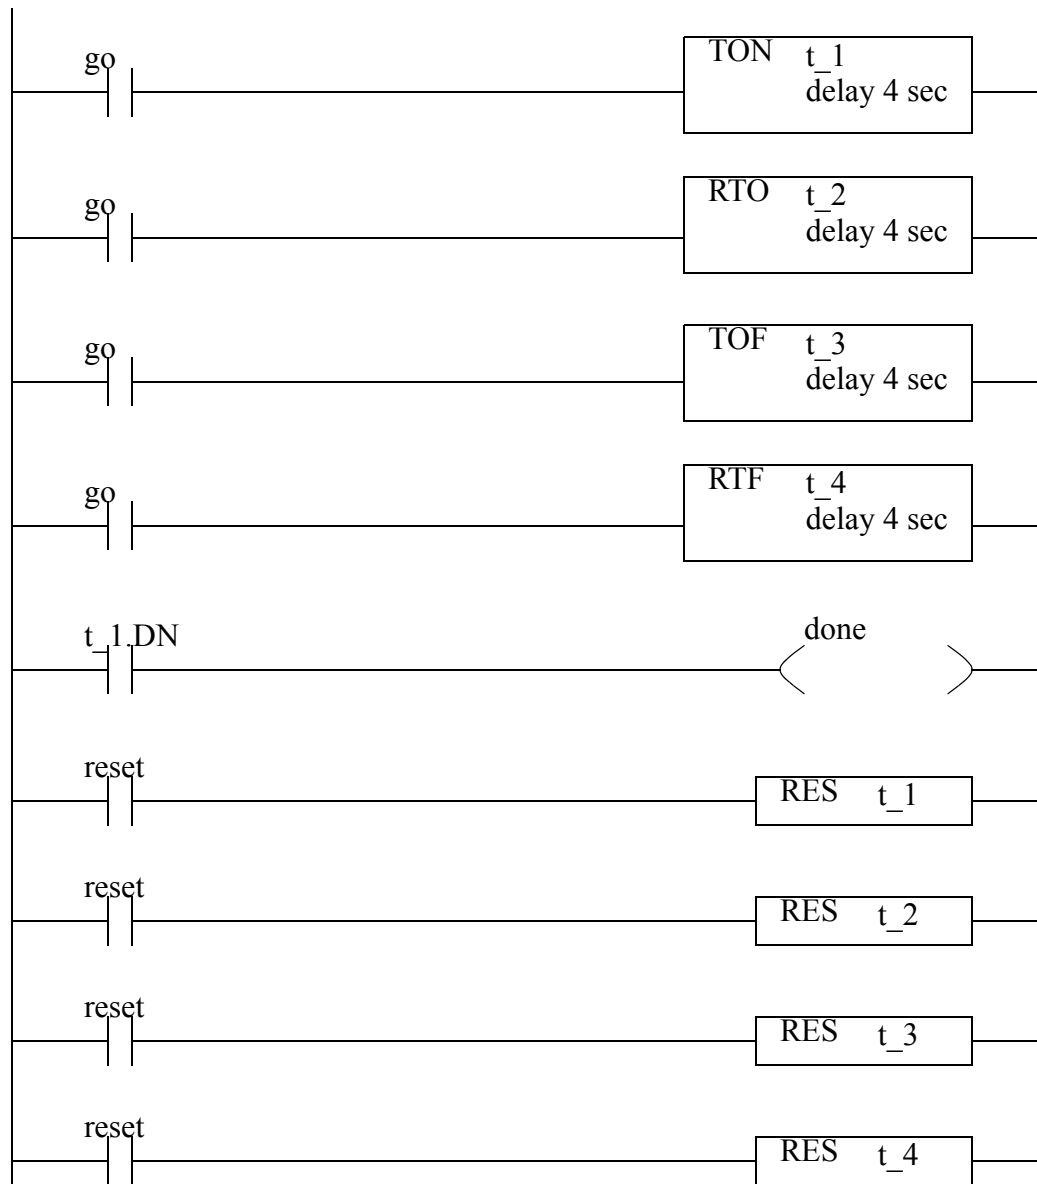 go
TON t_1
delay 4 sec
go
RTO t_2
delay 4 sec
go
TOF t_3
delay 4 sec
go
RTF t_4
delay 4 sec
t_1.DN
done
reset
RES t_1
reset
RES t_2
reset
RES t_3
reset
RES t_4